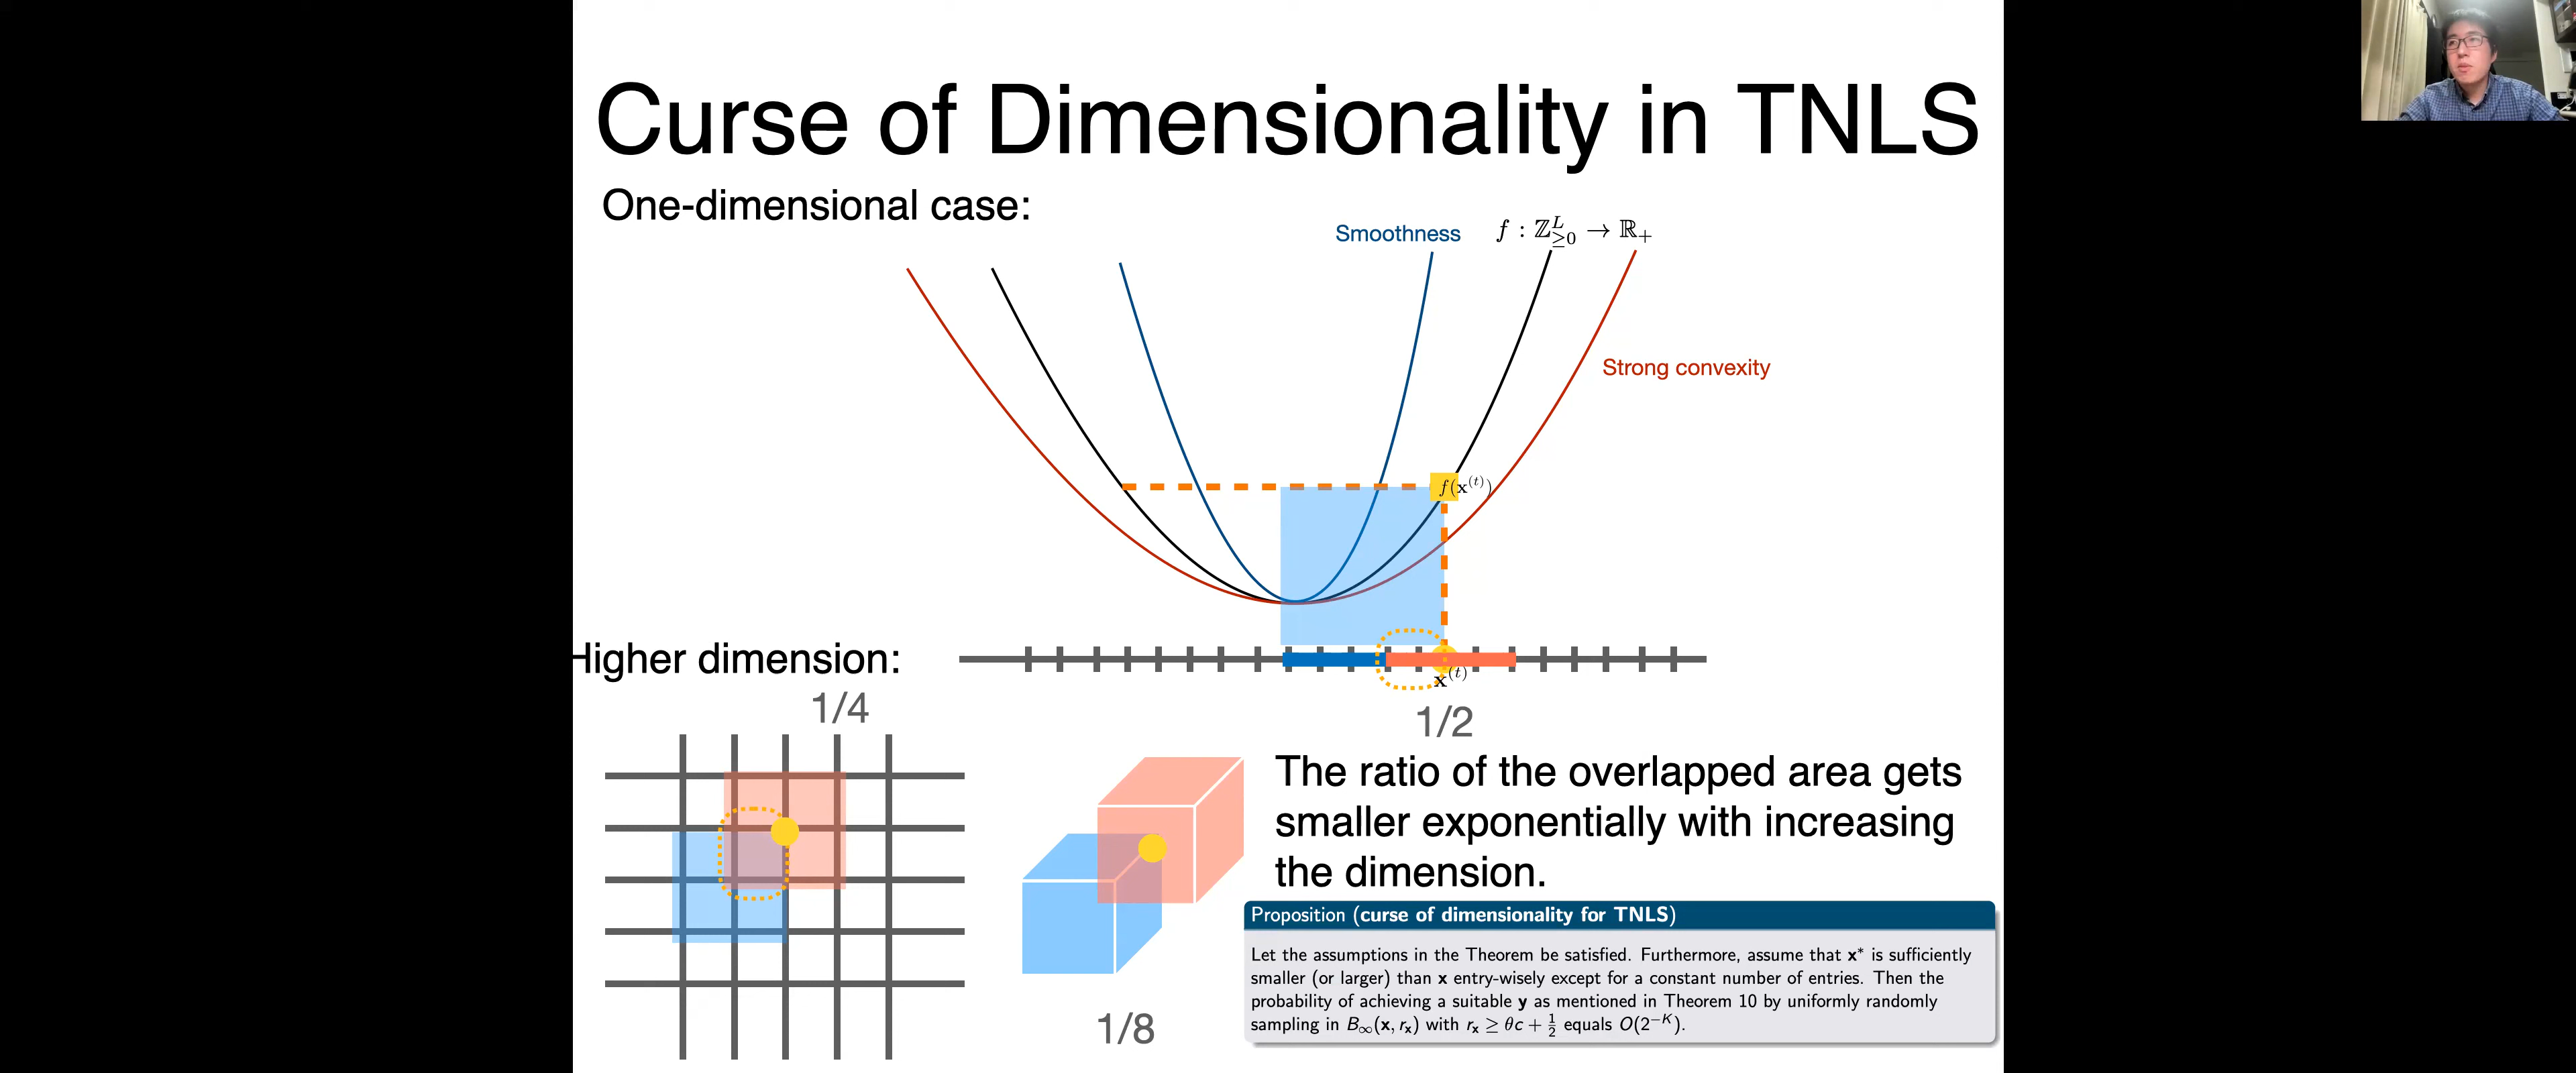 Curse of Dimensionality in TNLS
One-dimensional case:
Smoothness
f : ℤ_{≥0}^L → ℝ_+
Strong convexity
f(𝐱^{(t)})
Higher dimension:
𝐱^{(t)}
1/4
1/2
The ratio of the overlapped area gets
smaller exponentially with increasing
the dimension.
1/8
Proposition (curse of dimensionality for TNLS)
Let the assumptions in the Theorem be satisfied. Furthermore, assume that 𝐱* is sufficiently
smaller (or larger) than 𝐱 entry-wisely except for a constant number of entries. Then the
probability of achieving a suitable 𝐲 as mentioned in Theorem 10 by uniformly randomly
sampling in B_∞(𝐱, r_𝐱) with r_𝐱 ≥ θc + 1/2 equals O(2^{-K}).